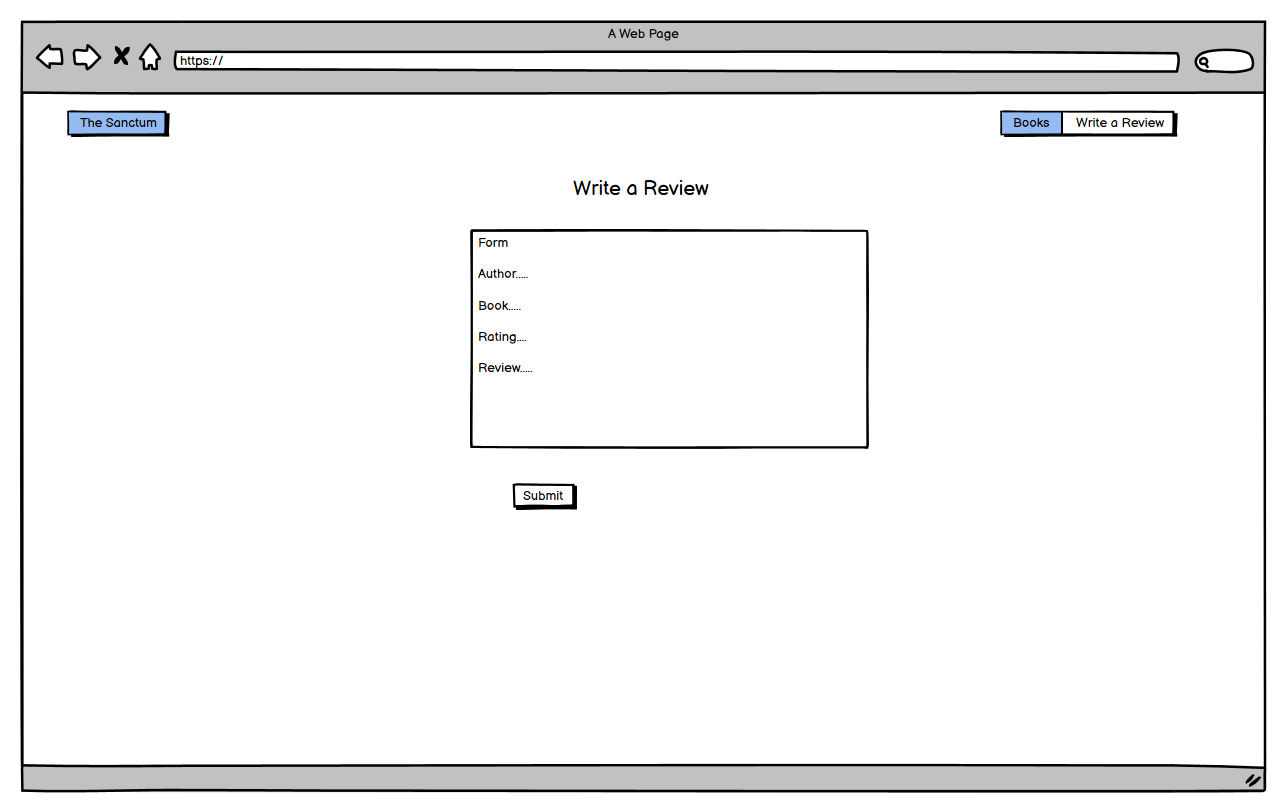 A Web Page
https://
The Sanctum
Books Write a Review
Write a Review
Form
Author.....
Book.....
Rating....
Review.....
Submit